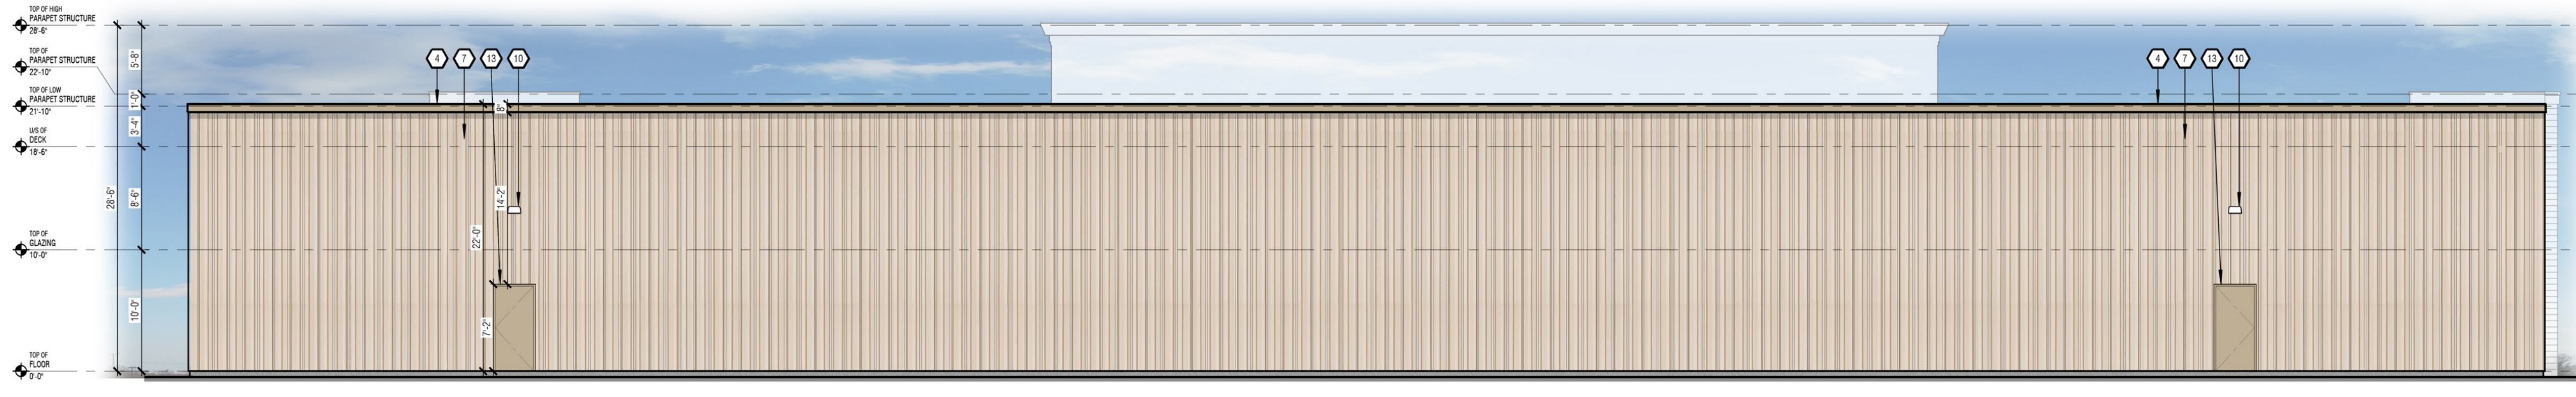 TOP OF HIGH
PARAPET STRUCTURE
28'-6"
TOP OF
PARAPET STRUCTURE
22'-10"
TOP OF LOW
PARAPET STRUCTURE
21'-10"
U/S OF
DECK
18'-6"
TOP OF
GLAZING
10'-0"
TOP OF
FLOOR
0'-0"
28'-6"
5'-8"
1'-0"
3'-4"
8'-6"
10'-0"
4 7 13 10
8"
14'-2"
22'-0"
7'-2"
4 7 13 10